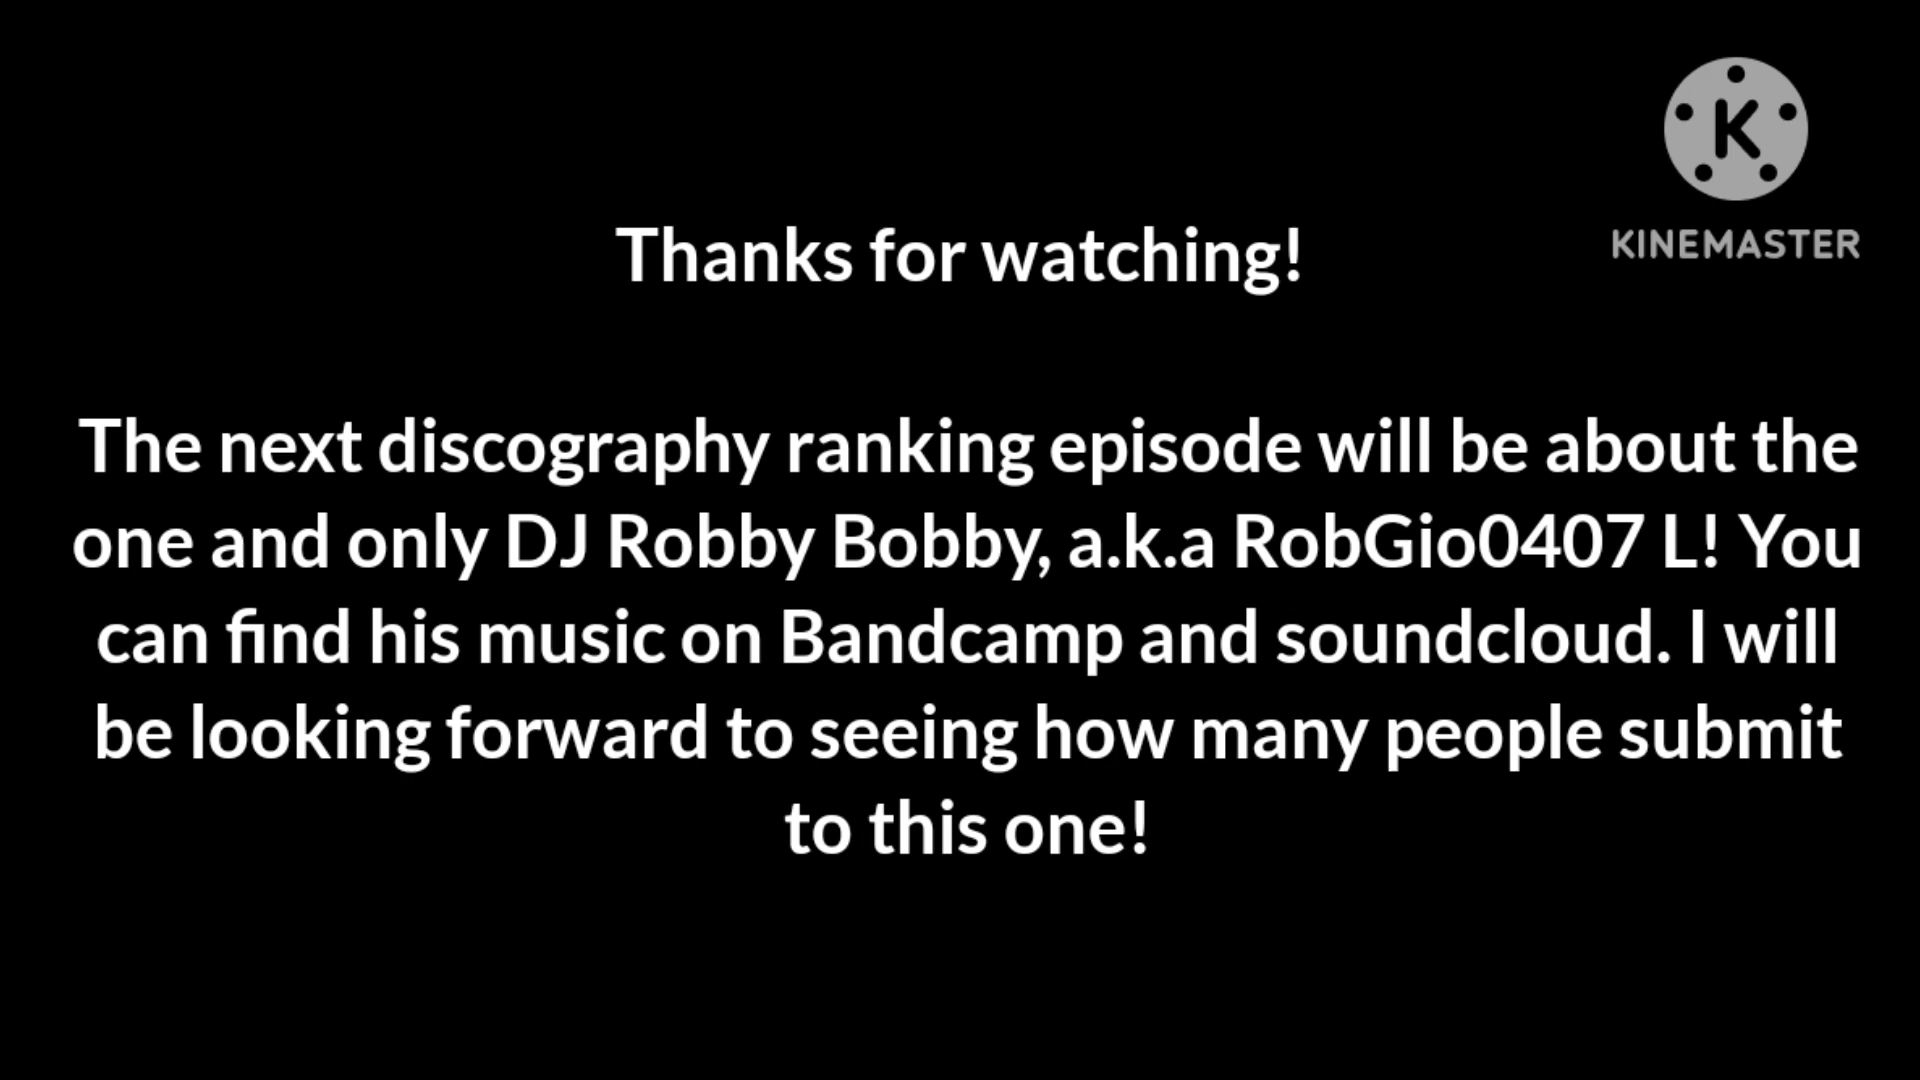 K
KINEMASTER
Thanks for watching!
The next discography ranking episode will be about the
one and only DJ Robby Bobby, a.k.a RobGio0407 L! You
can find his music on Bandcamp and soundcloud. I will
be looking forward to seeing how many people submit
to this one!